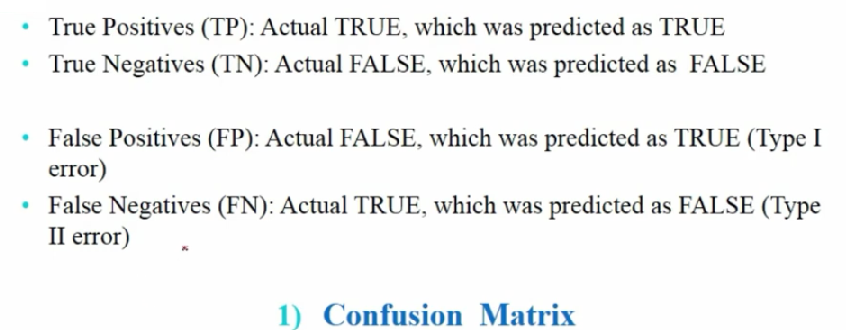 • True Positives (TP): Actual TRUE, which was predicted as TRUE
• True Negatives (TN): Actual FALSE, which was predicted as FALSE
• False Positives (FP): Actual FALSE, which was predicted as TRUE (Type I
error)
• False Negatives (FN): Actual TRUE, which was predicted as FALSE (Type
II error)
1) Confusion Matrix